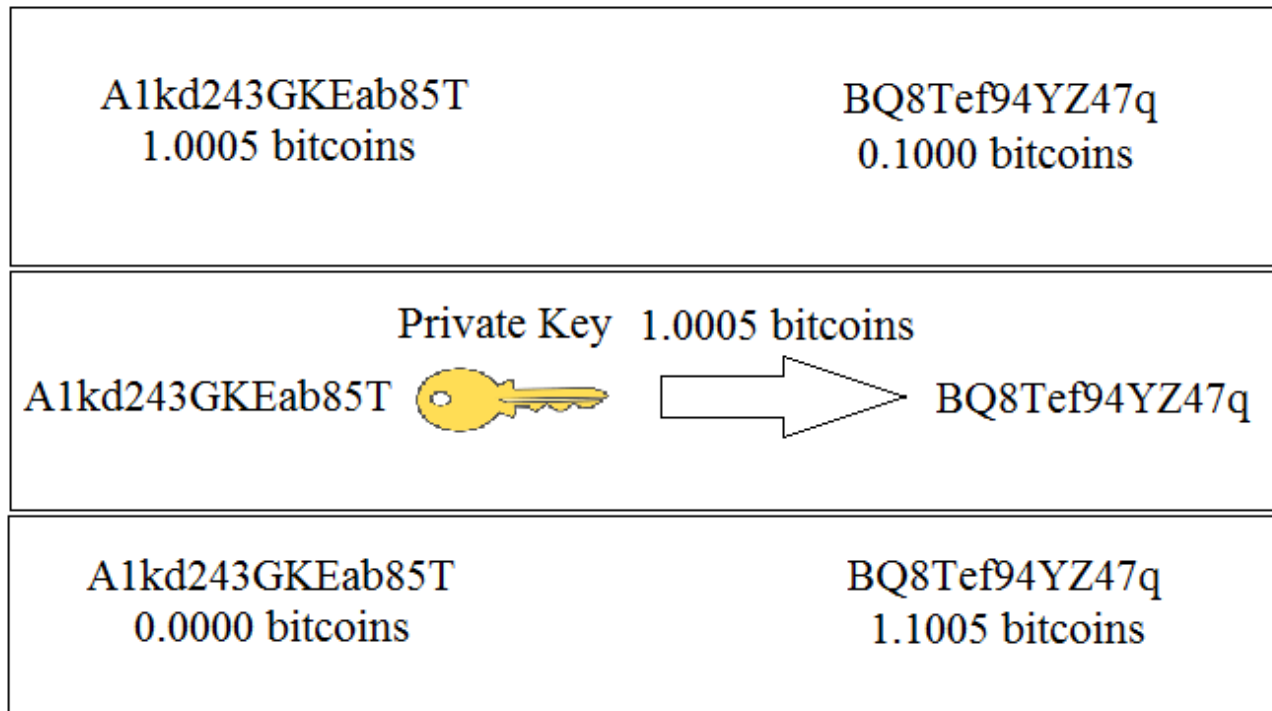 A1kd243GKEab85T
1.0005 bitcoins
BQ8Tef94YZ47q
0.1000 bitcoins
Private Key
1.0005 bitcoins
A1kd243GKEab85T
BQ8Tef94YZ47q
A1kd243GKEab85T
0.0000 bitcoins
BQ8Tef94YZ47q
1.1005 bitcoins